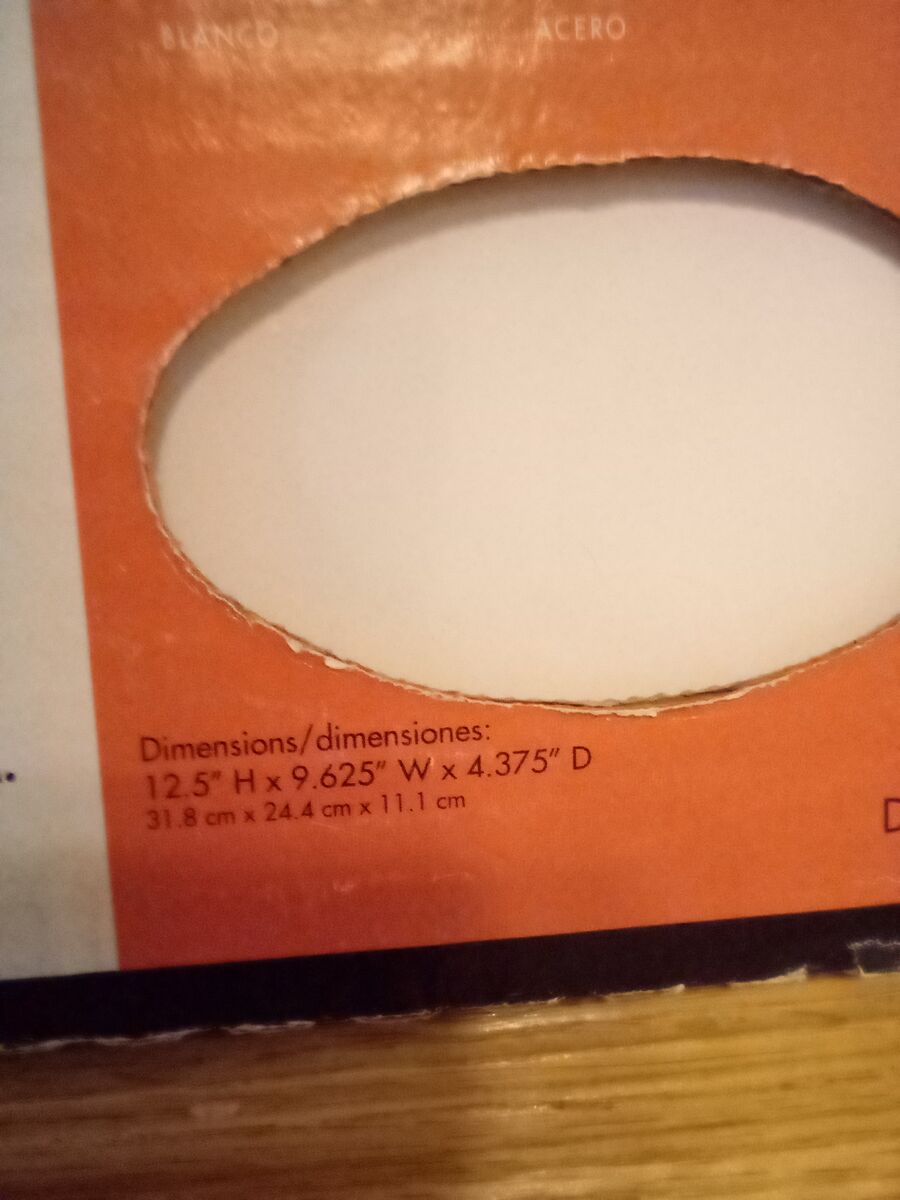 BLANCO ACERO
Dimensions/dimensiones:
12.5" H x 9.625" W x 4.375" D
31.8 cm x 24.4 cm x 11.1 cm
D